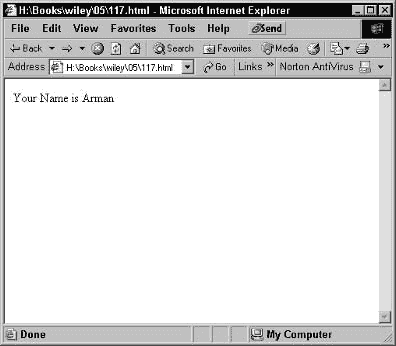 H:\Books\wiley\05\117.html - Microsoft Internet Explorer
File Edit View Favorites Tools Help Send
Back Search Favorites Media »
Address H:\Books\wiley\05\117.html Go Links » Norton AntiVirus
Your Name is Arman
Done My Computer